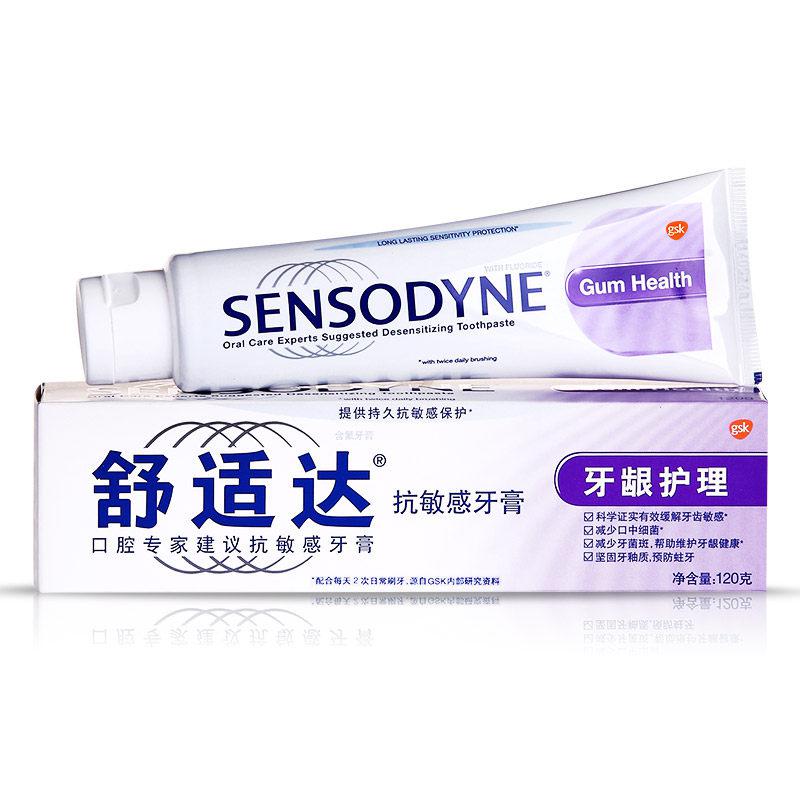 LONG LASTING SENSITIVITY PROTECTION*
WITH FLUORIDE
SENSODYNE®
Oral Care Experts Suggested Desensitizing Toothpaste
*with twice daily brushing
gsk
Gum Health
提供持久抗敏感保护*
含氟牙膏
舒适达®
抗敏感牙膏
口腔专家建议抗敏感牙膏
*配合每天2次日常刷牙,源自GSK内部研究资料
gsk
牙龈护理
科学证实有效缓解牙齿敏感*
减少口中细菌*
减少牙菌斑,帮助维护牙龈健康*
坚固牙釉质,预防蛀牙
净含量:120克